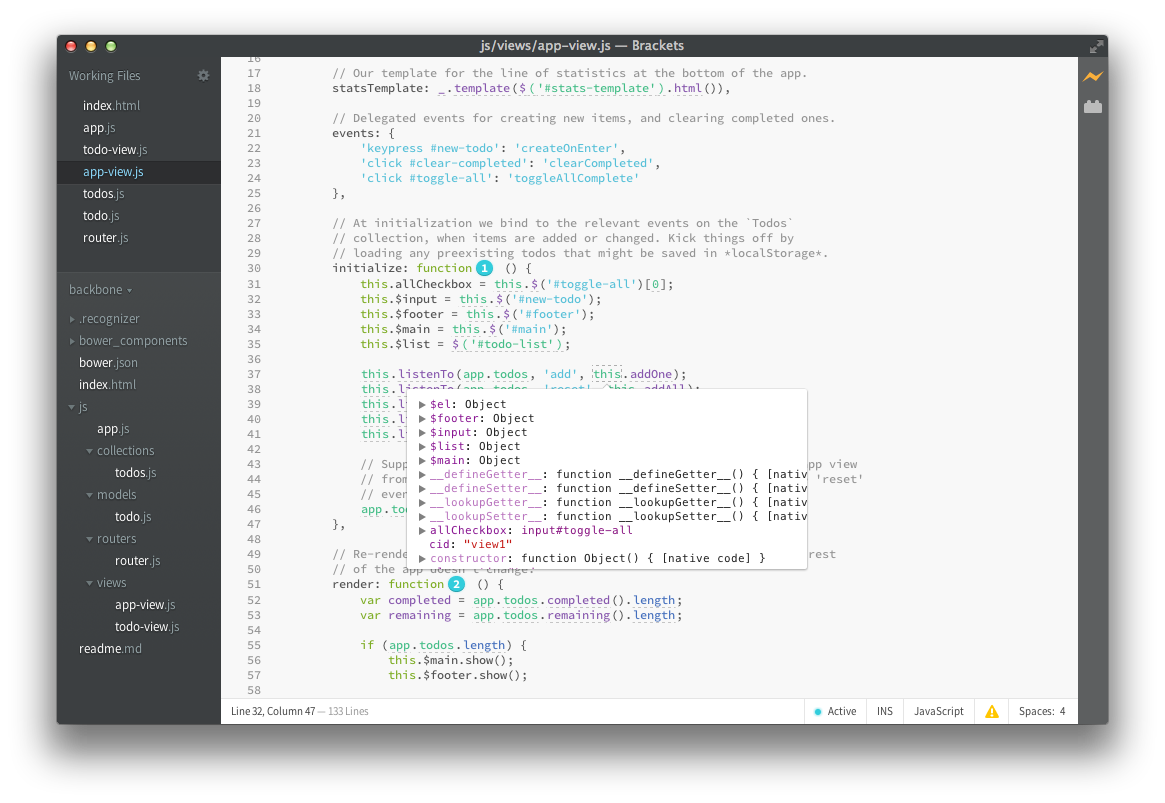 js/views/app-view.js — Brackets
Working Files
index.html
app.js
todo-view.js
app-view.js
todos.js
todo.js
router.js
backbone
.recognizer
bower_components
bower.json
index.html
js
app.js
collections
todos.js
models
todo.js
routers
router.js
views
app-view.js
todo-view.js
readme.md
16
17 // Our template for the line of statistics at the bottom of the app.
18 statsTemplate: _.template($('#stats-template').html()),
19
20 // Delegated events for creating new items, and clearing completed ones.
21 events: {
22 'keypress #new-todo': 'createOnEnter',
23 'click #clear-completed': 'clearCompleted',
24 'click #toggle-all': 'toggleAllComplete'
25 },
26
27 // At initialization we bind to the relevant events on the `Todos`
28 // collection, when items are added or changed. Kick things off by
29 // loading any preexisting todos that might be saved in *localStorage*.
30 initialize: function 1 () {
31 this.allCheckbox = this.$('#toggle-all')[0];
32 this.$input = this.$('#new-todo');
33 this.$footer = this.$('#footer');
34 this.$main = this.$('#main');
35 this.$list = $('#todo-list');
36
37 this.listenTo(app.todos, 'add', this.addOne);
38 this.listenTo(app.todos, 'reset', this.addAll);
39 this.l
40 this.l
41 this.l
42
43 // Supp pp view
44 // from 'reset'
45 // even
46 app.to
47 },
48
49 // Re-rende rest
50 // of the app doesn't change.
51 render: function 2 () {
52 var completed = app.todos.completed().length;
53 var remaining = app.todos.remaining().length;
54
55 if (app.todos.length) {
56 this.$main.show();
57 this.$footer.show();
58
$el: Object
$footer: Object
$input: Object
$list: Object
$main: Object
__defineGetter__: function __defineGetter__() { [nativ
__defineSetter__: function __defineSetter__() { [nativ
__lookupGetter__: function __lookupGetter__() { [nativ
__lookupSetter__: function __lookupSetter__() { [nativ
allCheckbox: input#toggle-all
cid: "view1"
constructor: function Object() { [native code] }
Line 32, Column 47 — 133 Lines
Active
INS
JavaScript
Spaces: 4